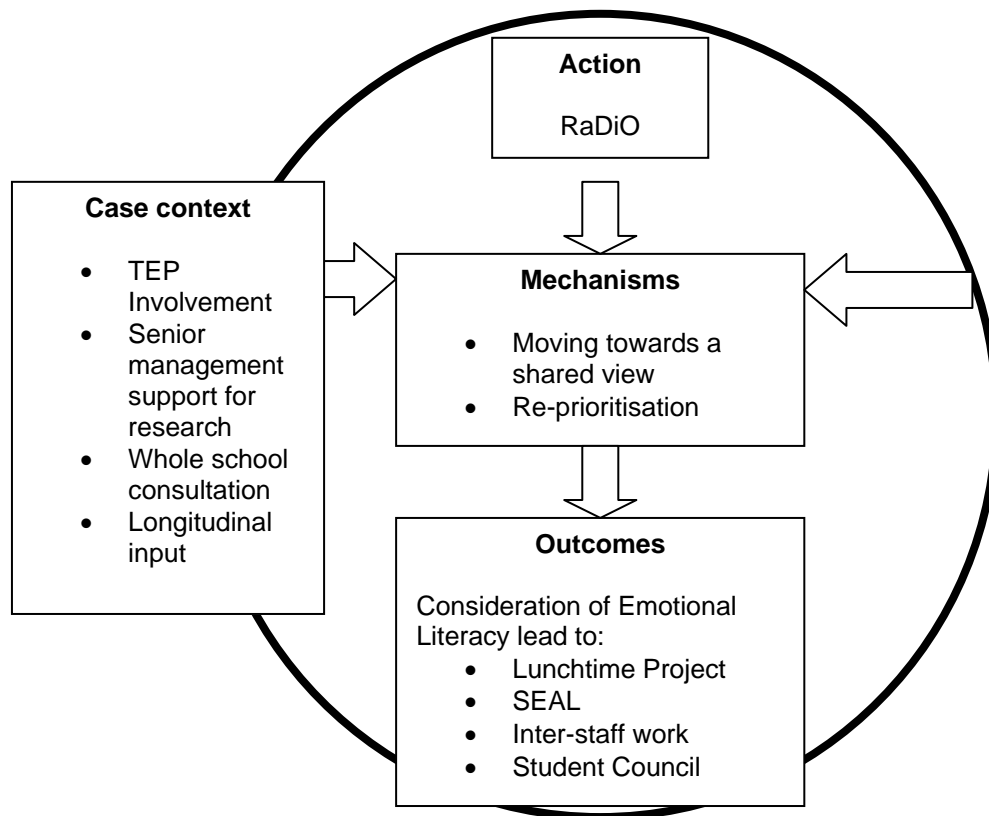 Action
RaDiO
Case context
• TEP
Involvement
• Senior
management
support for
research
• Whole school
consultation
• Longitudinal
input
Mechanisms
• Moving towards a
shared view
• Re-prioritisation
Outcomes
Consideration of Emotional
Literacy lead to:
• Lunchtime Project
• SEAL
• Inter-staff work
• Student Council